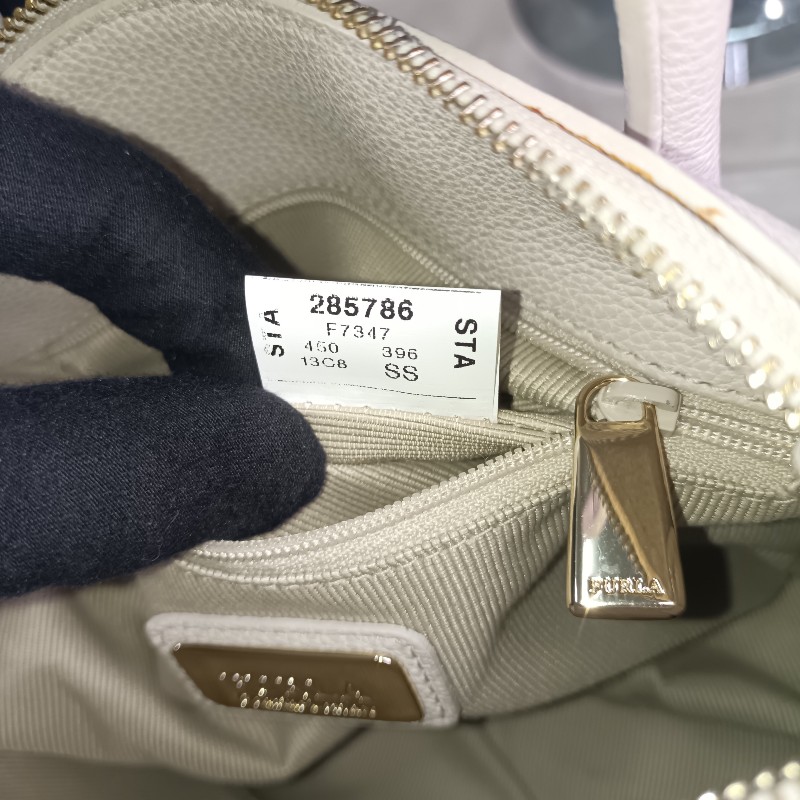 STA
285786
F7347
450 396
13C8 SS
STA
FURLA